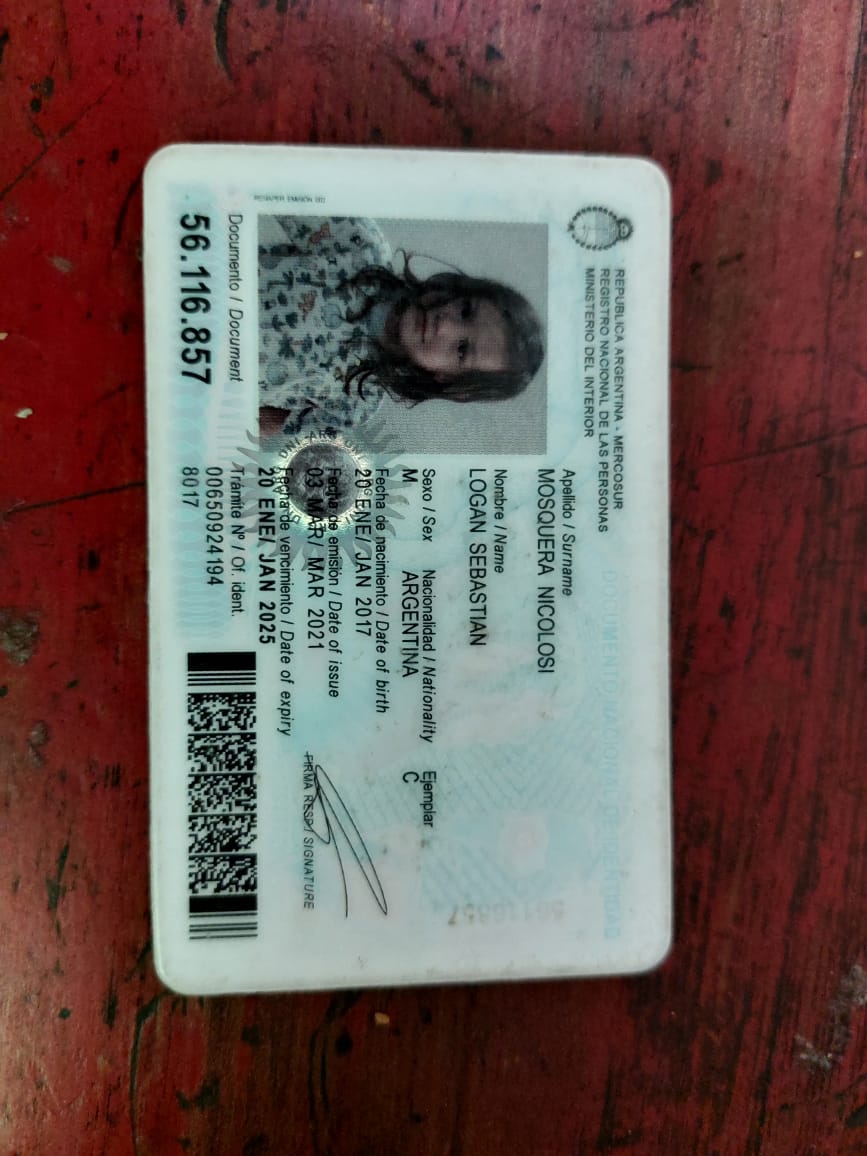 REPUBLICA ARGENTINA - MERCOSUR
REGISTRO NACIONAL DE LAS PERSONAS
MINISTERIO DEL INTERIOR
DOCUMENTO NACIONAL DE IDENTIDAD
Apellido / Surname
MOSQUERA NICOLOSI
Nombre / Name
LOGAN SEBASTIAN
Sexo / Sex Nacionalidad / Nationality Ejemplar
M ARGENTINA C
Fecha de nacimiento / Date of birth
20 ENE/ JAN 2017
Fecha de emisión / Date of issue
03 MAR/ MAR 2021
Fecha de vencimiento / Date of expiry
20 ENE/ JAN 2025
FIRMA RESP / SIGNATURE
Documento / Document
56.116.857
Trámite Nº / Of. ident.
00650924194
8017
56116857